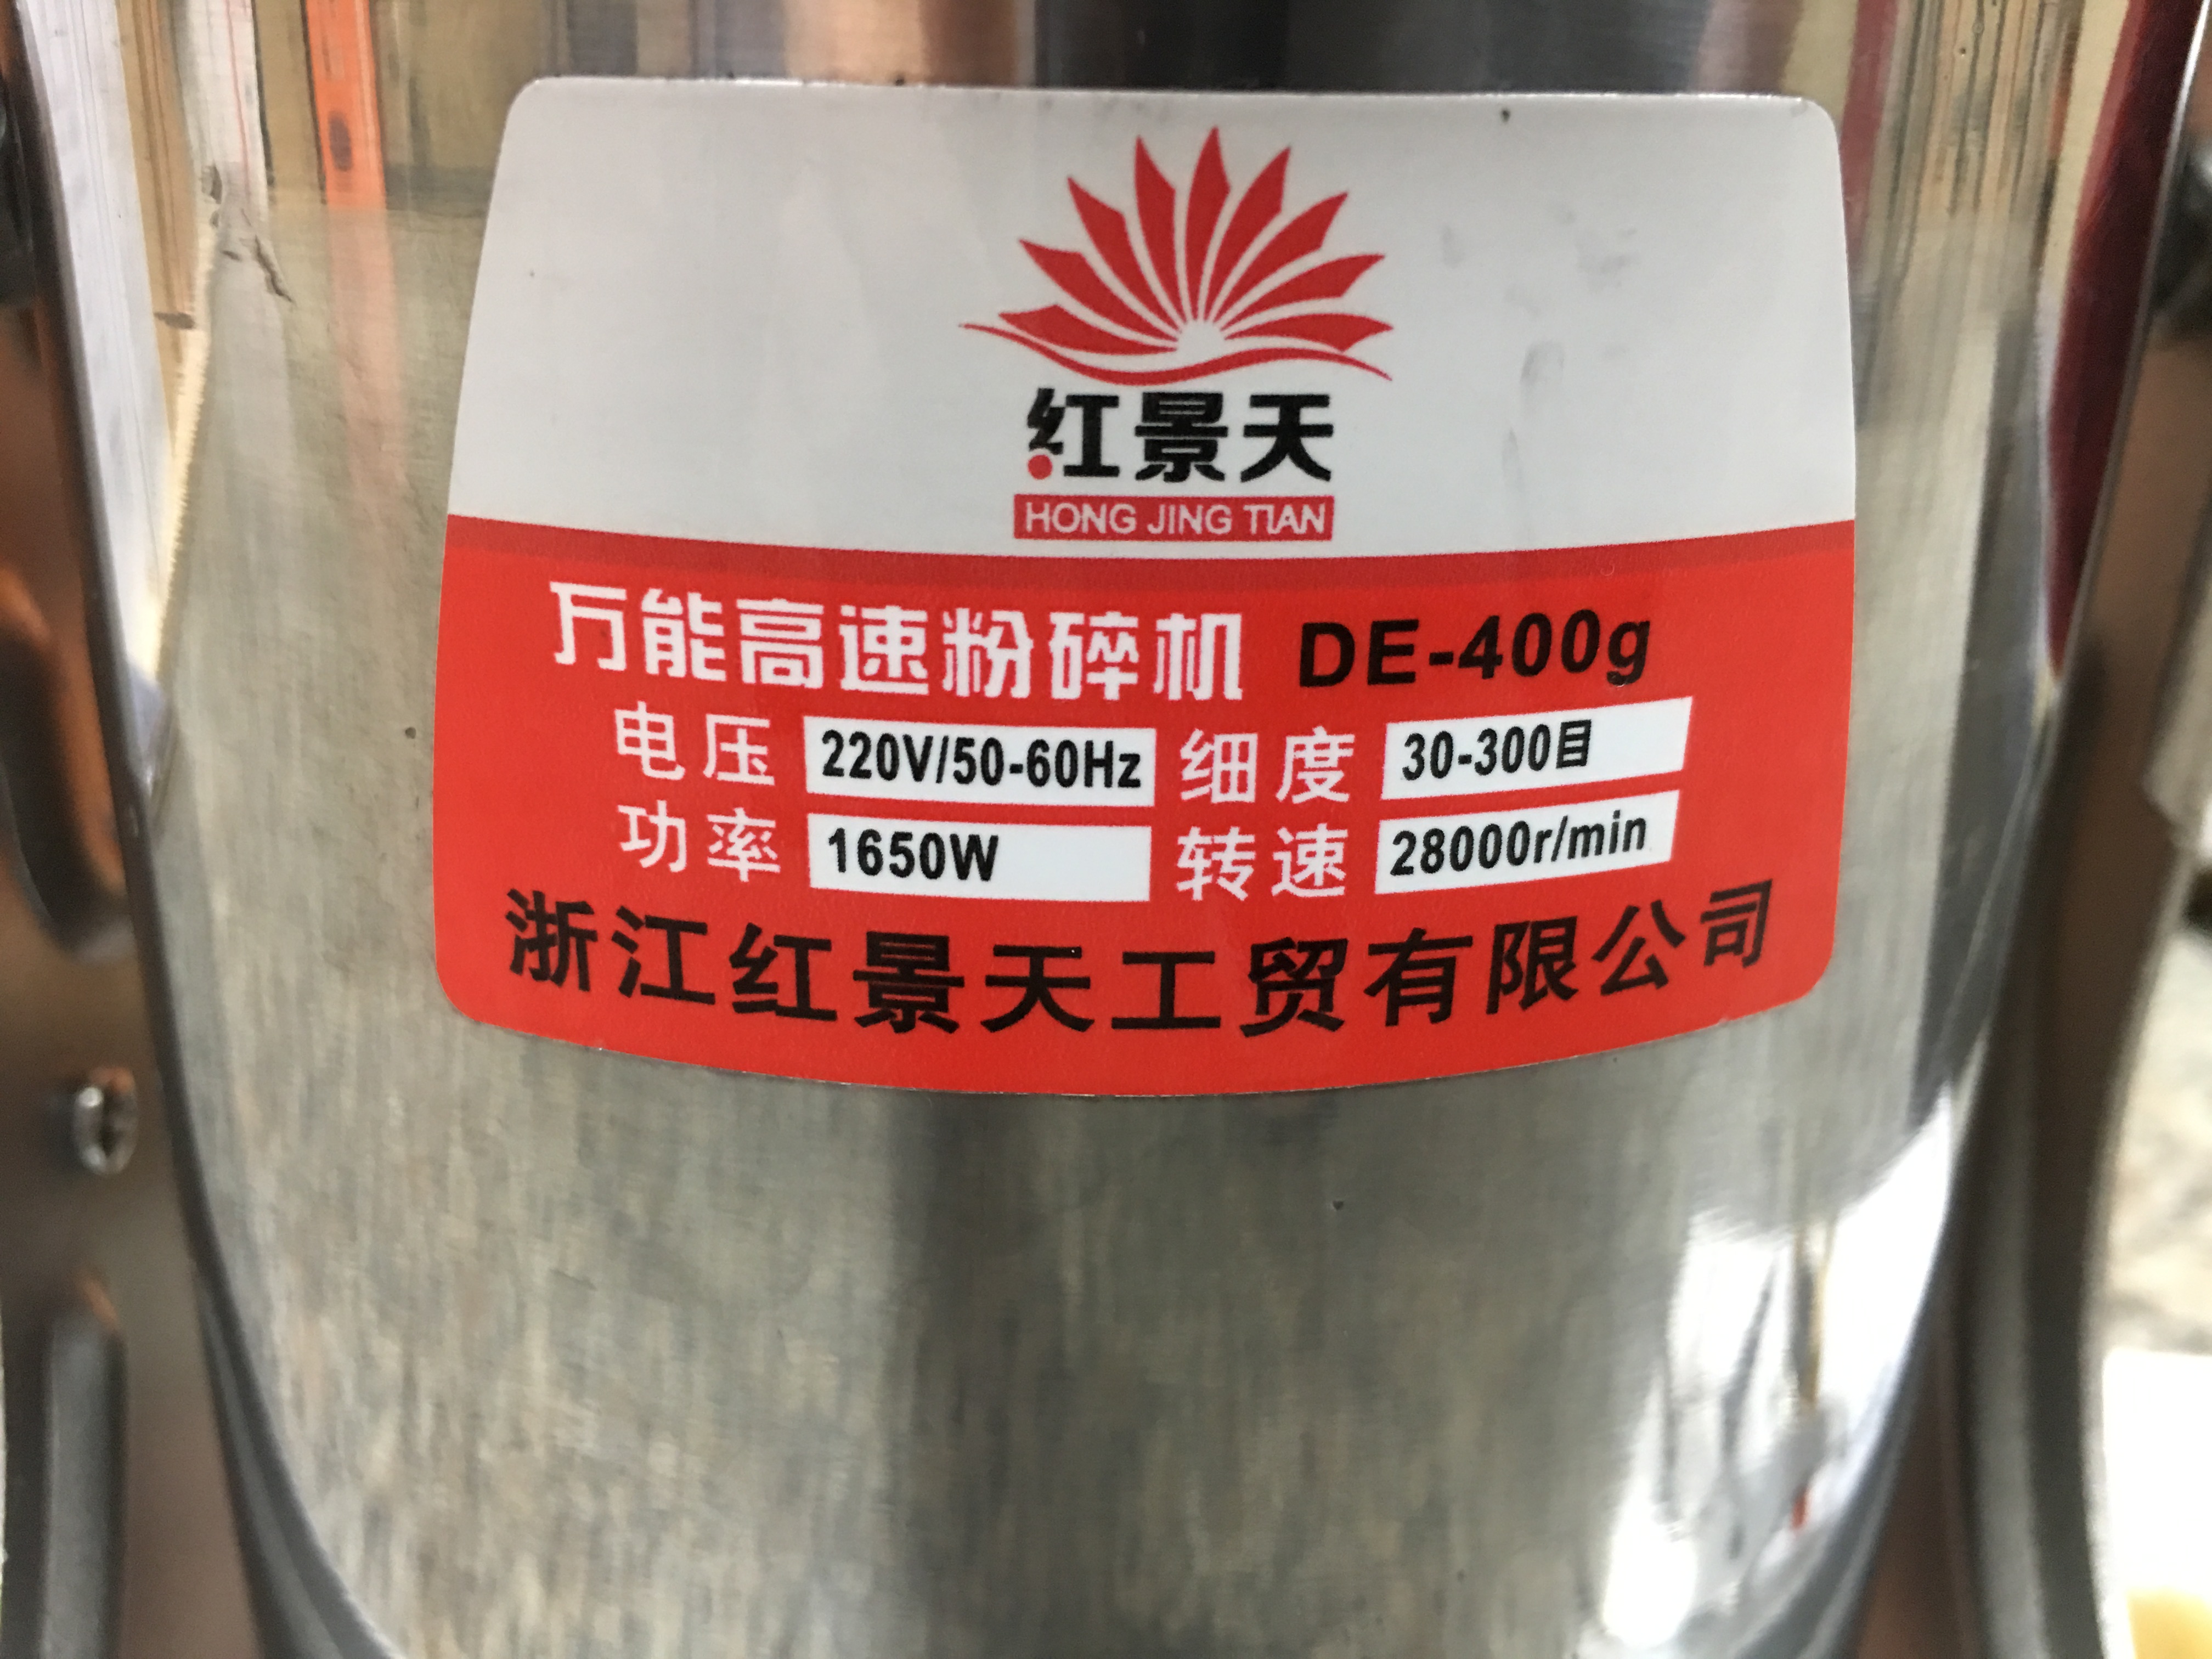 红景天
HONG JING TIAN
万能高速粉碎机 DE-400g
电压 220V/50-60Hz 细度 30-300目
功率 1650W 转速 28000r/min
浙江红景天工贸有限公司